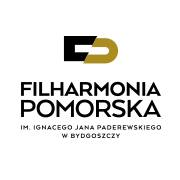 FILHARMONIA
POMORSKA
IM. IGNACEGO JANA PADEREWSKIEGO
W BYDGOSZCZY